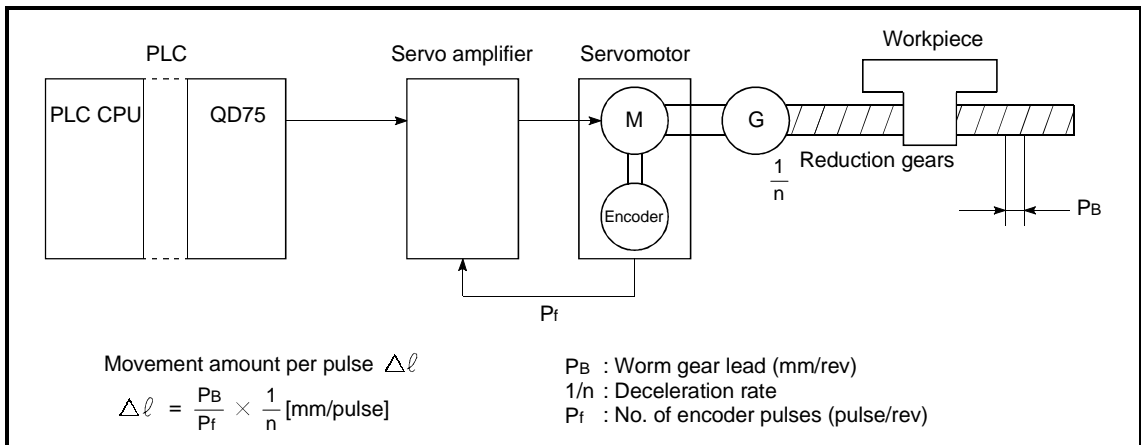 PLC
Servo amplifier
Servomotor
Workpiece
PLC CPU
QD75
M
G
Reduction gears
1
n
Encoder
PB
Pf
Movement amount per pulse △ℓ
△ℓ = PB/Pf × 1/n [mm/pulse]
PB : Worm gear lead (mm/rev)
1/n : Deceleration rate
Pf : No. of encoder pulses (pulse/rev)